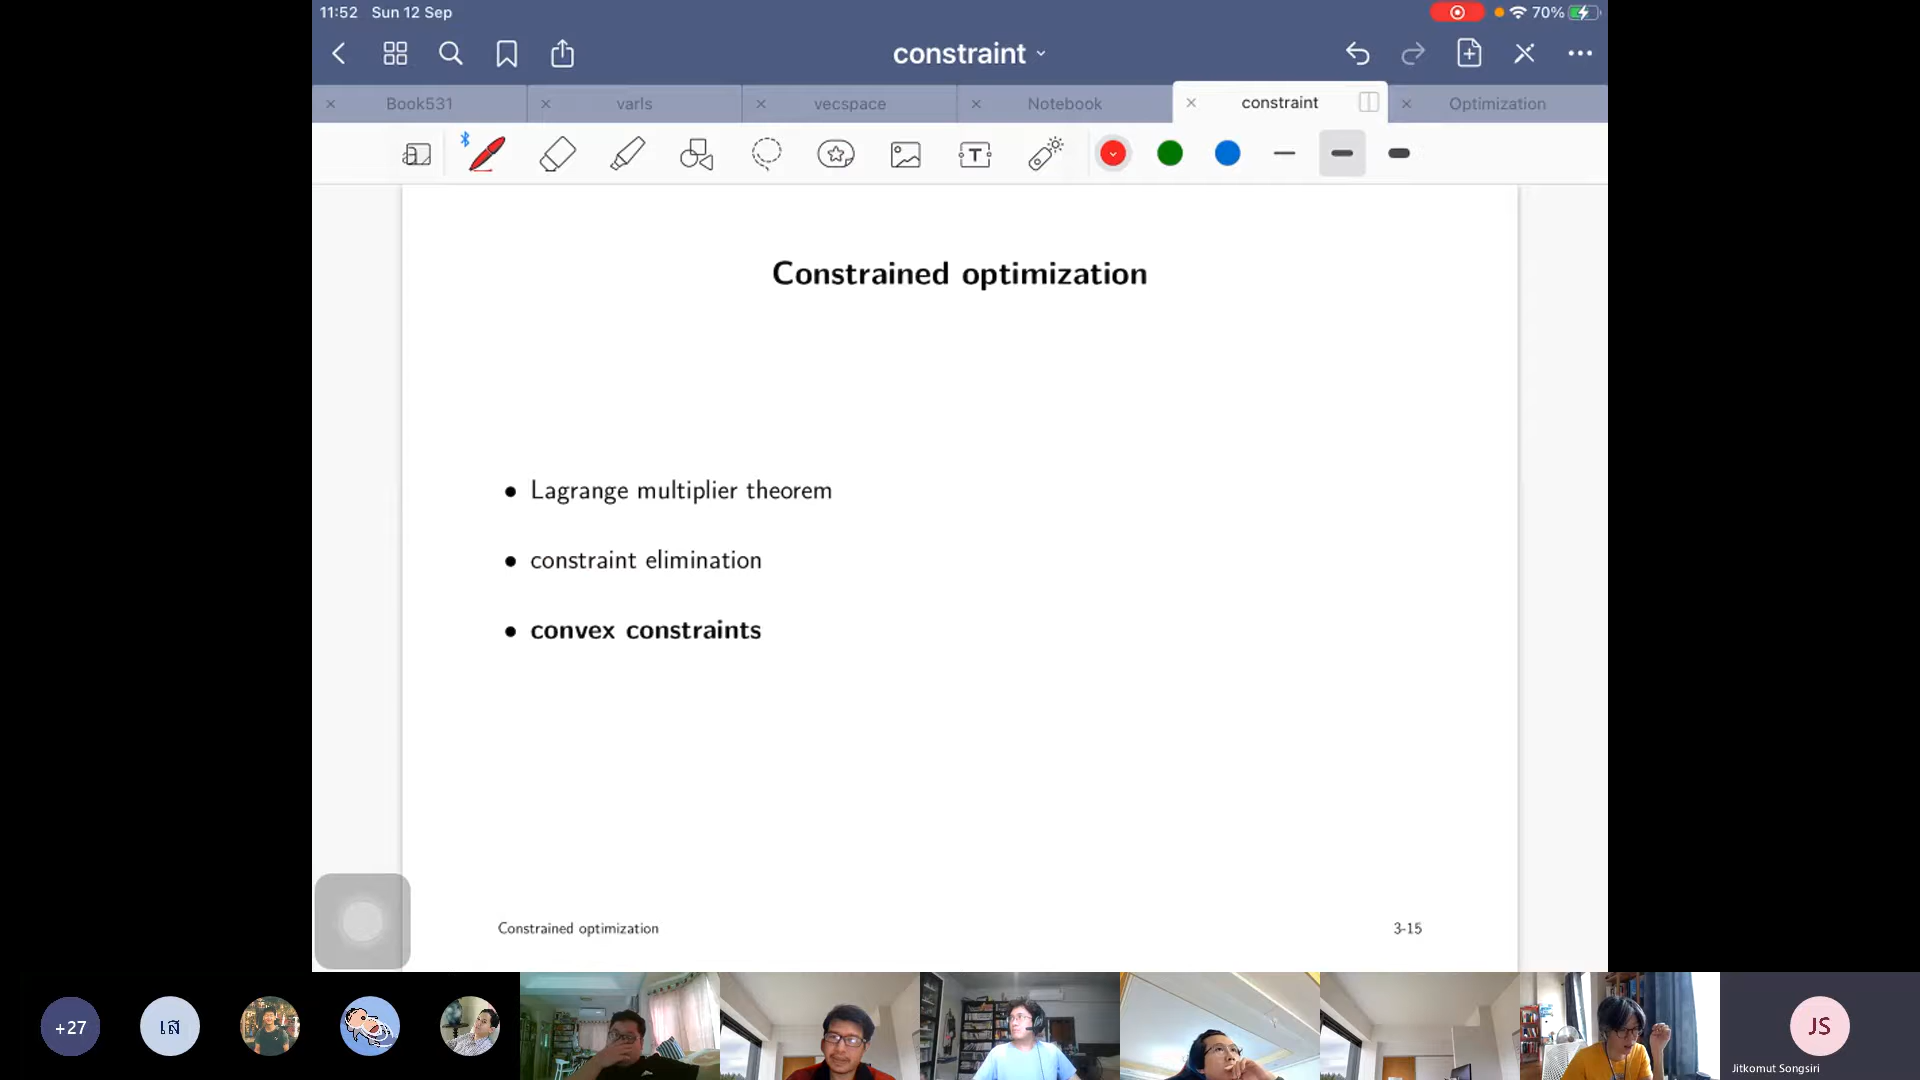 11:52 Sun 12 Sep
70%
constraint
Book531
varls
vecspace
Notebook
constraint
Optimization
T
Constrained optimization
• Lagrange multiplier theorem
• constraint elimination
• convex constraints
Constrained optimization
3-15
+27
เส
JS
Jitkomut Songsiri